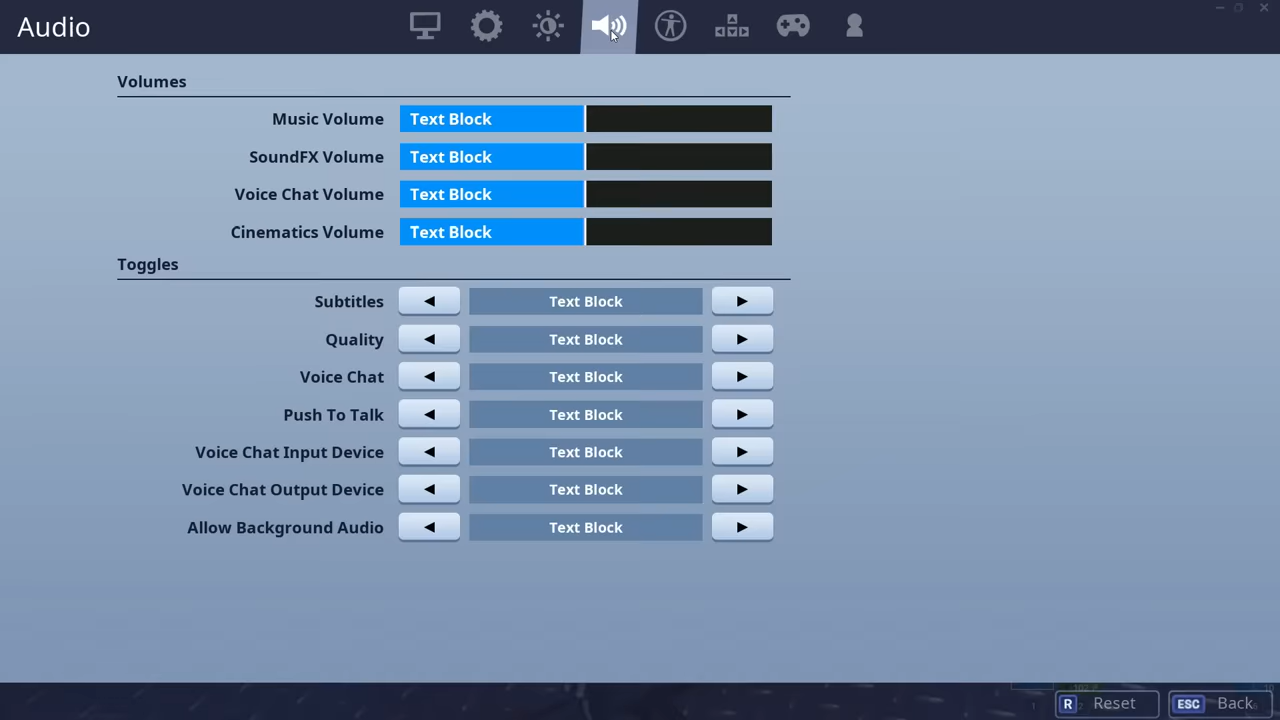 Audio
Volumes
Music Volume Text Block
SoundFX Volume Text Block
Voice Chat Volume Text Block
Cinematics Volume Text Block
Toggles
Subtitles ◀ Text Block ▶
Quality ◀ Text Block ▶
Voice Chat ◀ Text Block ▶
Push To Talk ◀ Text Block ▶
Voice Chat Input Device ◀ Text Block ▶
Voice Chat Output Device ◀ Text Block ▶
Allow Background Audio ◀ Text Block ▶
R Reset ESC Back